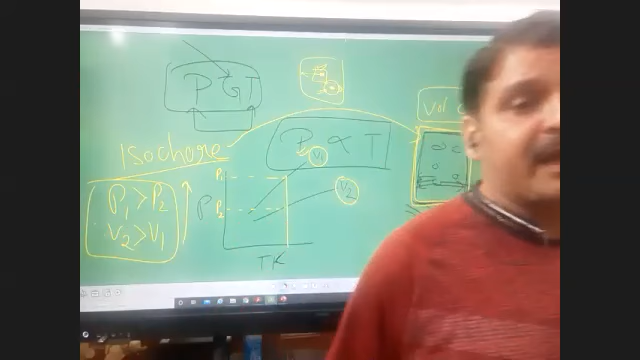 P G T
Vol
Isochore
P ∝ T
P₁
V₁
P₁ > P₂
P
P₂
V₂
V₂ > V₁
TK